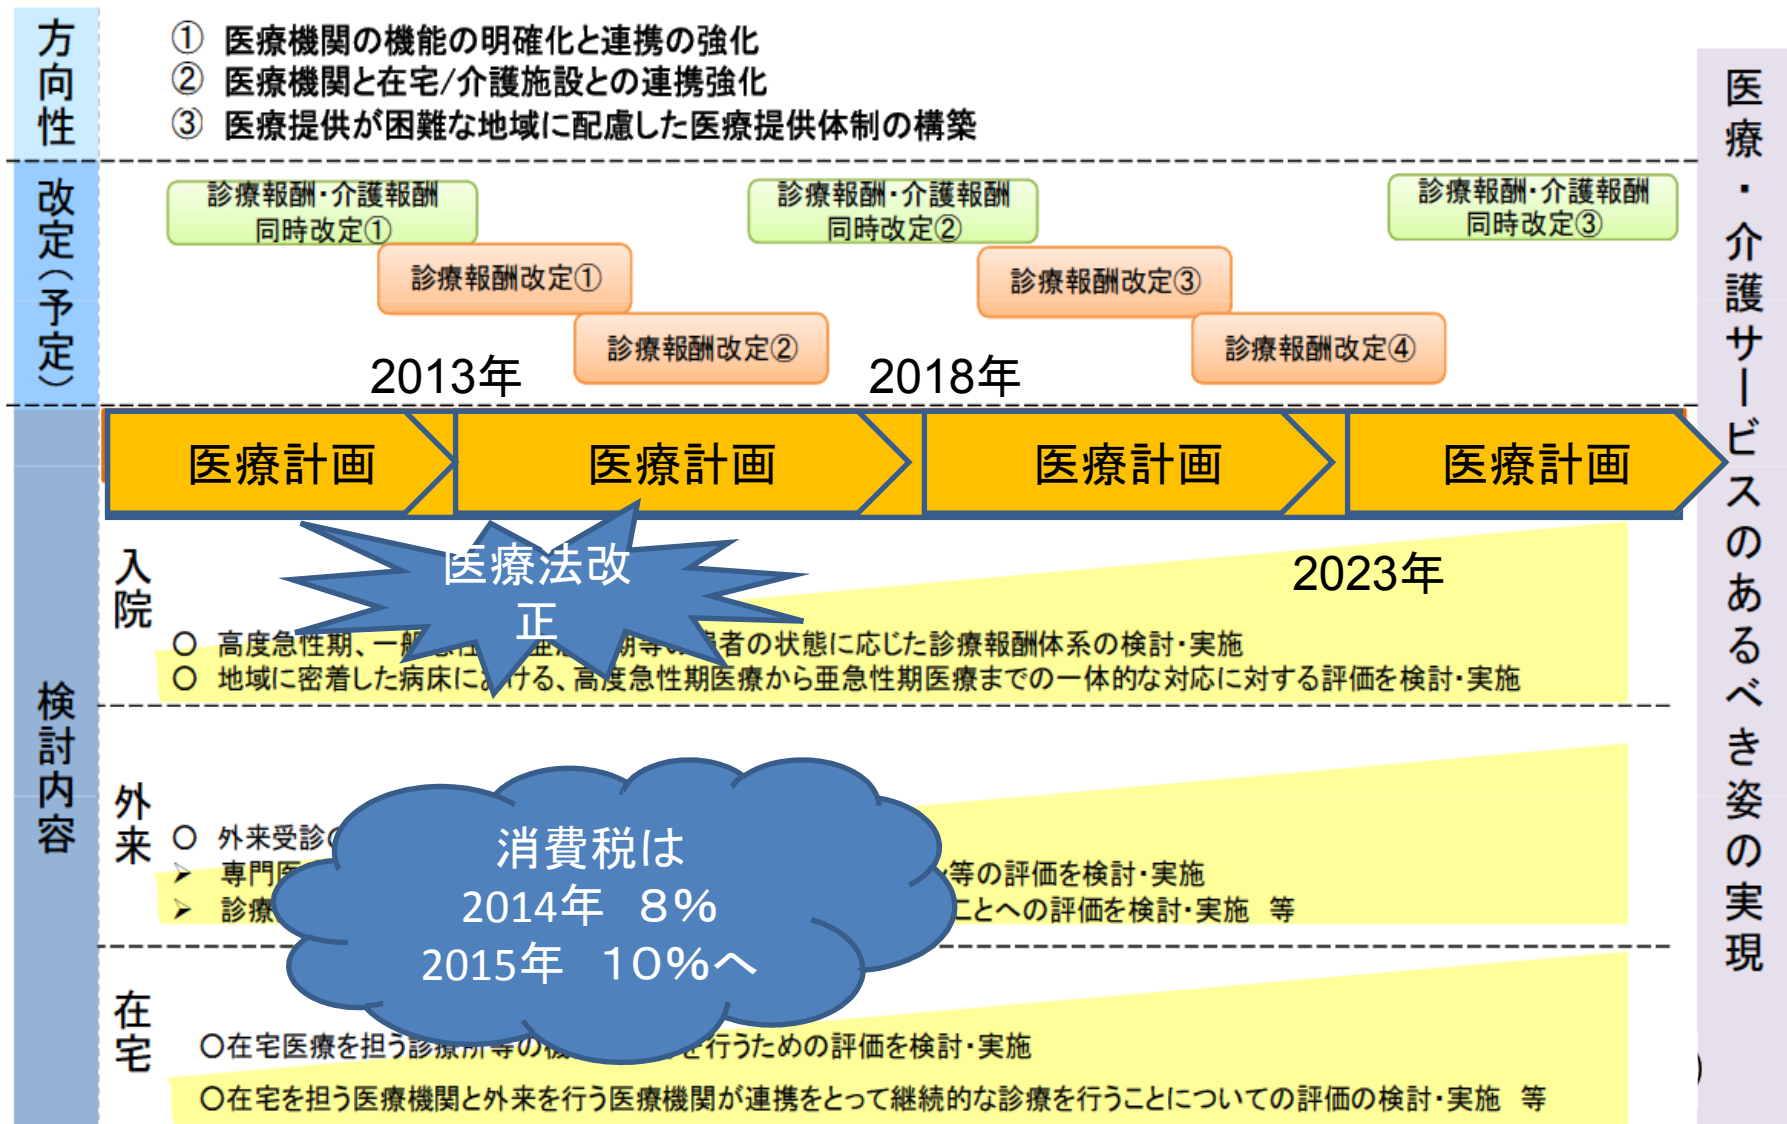 方向性
① 医療機関の機能の明確化と連携の強化
② 医療機関と在宅/介護施設との連携強化
③ 医療提供が困難な地域に配慮した医療提供体制の構築
改定（予定）
診療報酬・介護報酬
同時改定①
診療報酬・介護報酬
同時改定②
診療報酬・介護報酬
同時改定③
診療報酬改定①
診療報酬改定③
診療報酬改定②
診療報酬改定④
2013年
2018年
医療計画
医療計画
医療計画
医療計画
検討内容
医療法改
正
2023年
入院
○ 高度急性期、一般 期等 者の状態に応じた診療報酬体系の検討・実施
○ 地域に密着した病床における、高度急性期医療から亜急性期医療までの一体的な対応に対する評価を検討・実施
外来
○ 外来受診
➢ 専門医 等の評価を検討・実施
➢ 診療 ことへの評価を検討・実施 等
消費税は
2014年 8%
2015年 10%へ
在宅
○在宅医療を担う診療所等の機 を行うための評価を検討・実施
○在宅を担う医療機関と外来を行う医療機関が連携をとって継続的な診療を行うことについての評価の検討・実施 等
)
医療・介護サービスのあるべき姿の実現